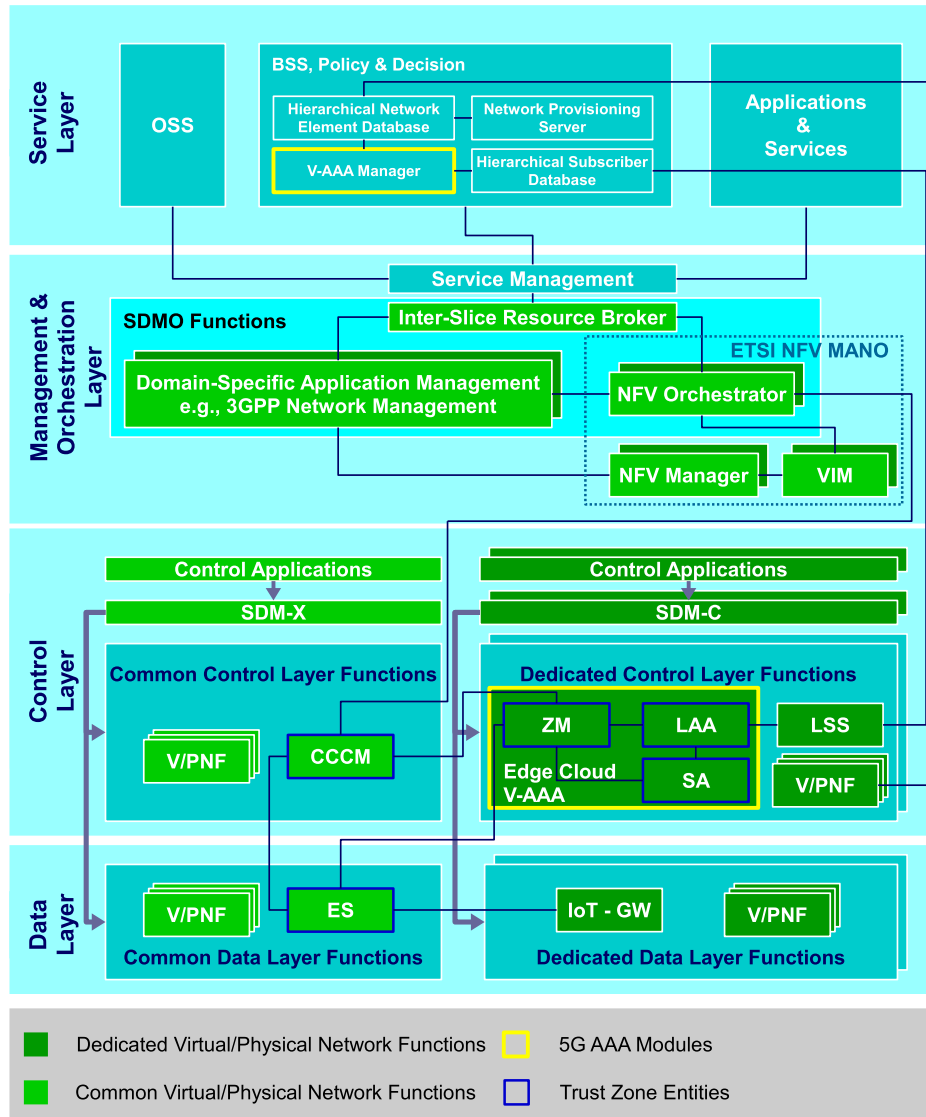 Service
Layer
OSS
BSS, Policy & Decision
Hierarchical Network
Element Database
Network Provisioning
Server
V-AAA Manager
Hierarchical Subscriber
Database
Applications
&
Services
Management &
Orchestration
Layer
Service Management
SDMO Functions
Inter-Slice Resource Broker
ETSI NFV MANO
Domain-Specific Application Management
e.g., 3GPP Network Management
NFV Orchestrator
NFV Manager
VIM
Control
Layer
Control Applications
SDM-X
Common Control Layer Functions
V/PNF
CCCM
Control Applications
SDM-C
Dedicated Control Layer Functions
ZM
LAA
LSS
Edge Cloud
V-AAA
SA
V/PNF
Data
Layer
V/PNF
ES
Common Data Layer Functions
IoT - GW
V/PNF
Dedicated Data Layer Functions
Dedicated Virtual/Physical Network Functions
5G AAA Modules
Common Virtual/Physical Network Functions
Trust Zone Entities